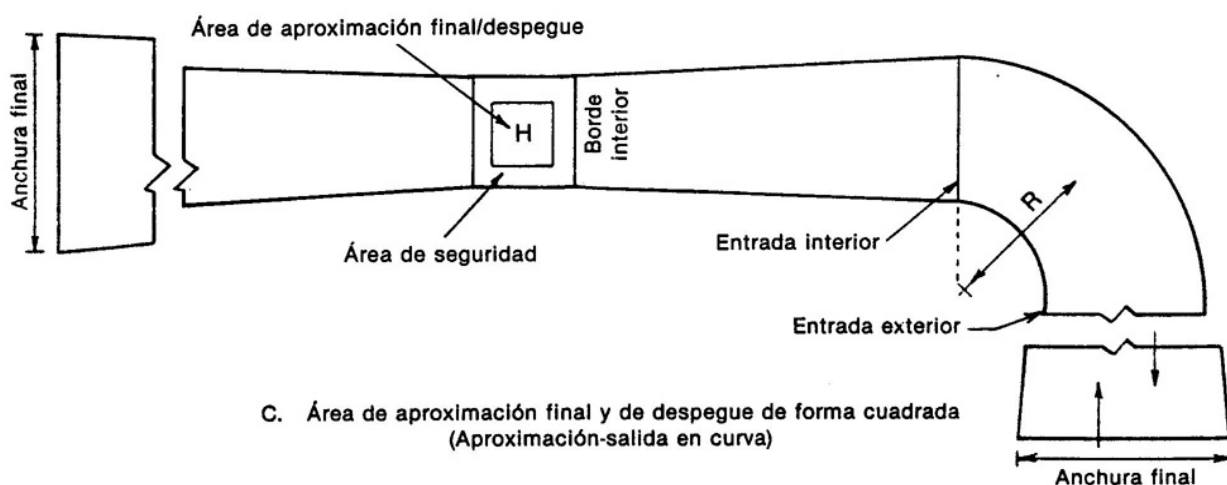 Área de aproximación final/despegue
Anchura final
H
Borde
interior
R
Entrada interior
Área de seguridad
Entrada exterior
C. Área de aproximación final y de despegue de forma cuadrada
(Aproximación-salida en curva)
Anchura final